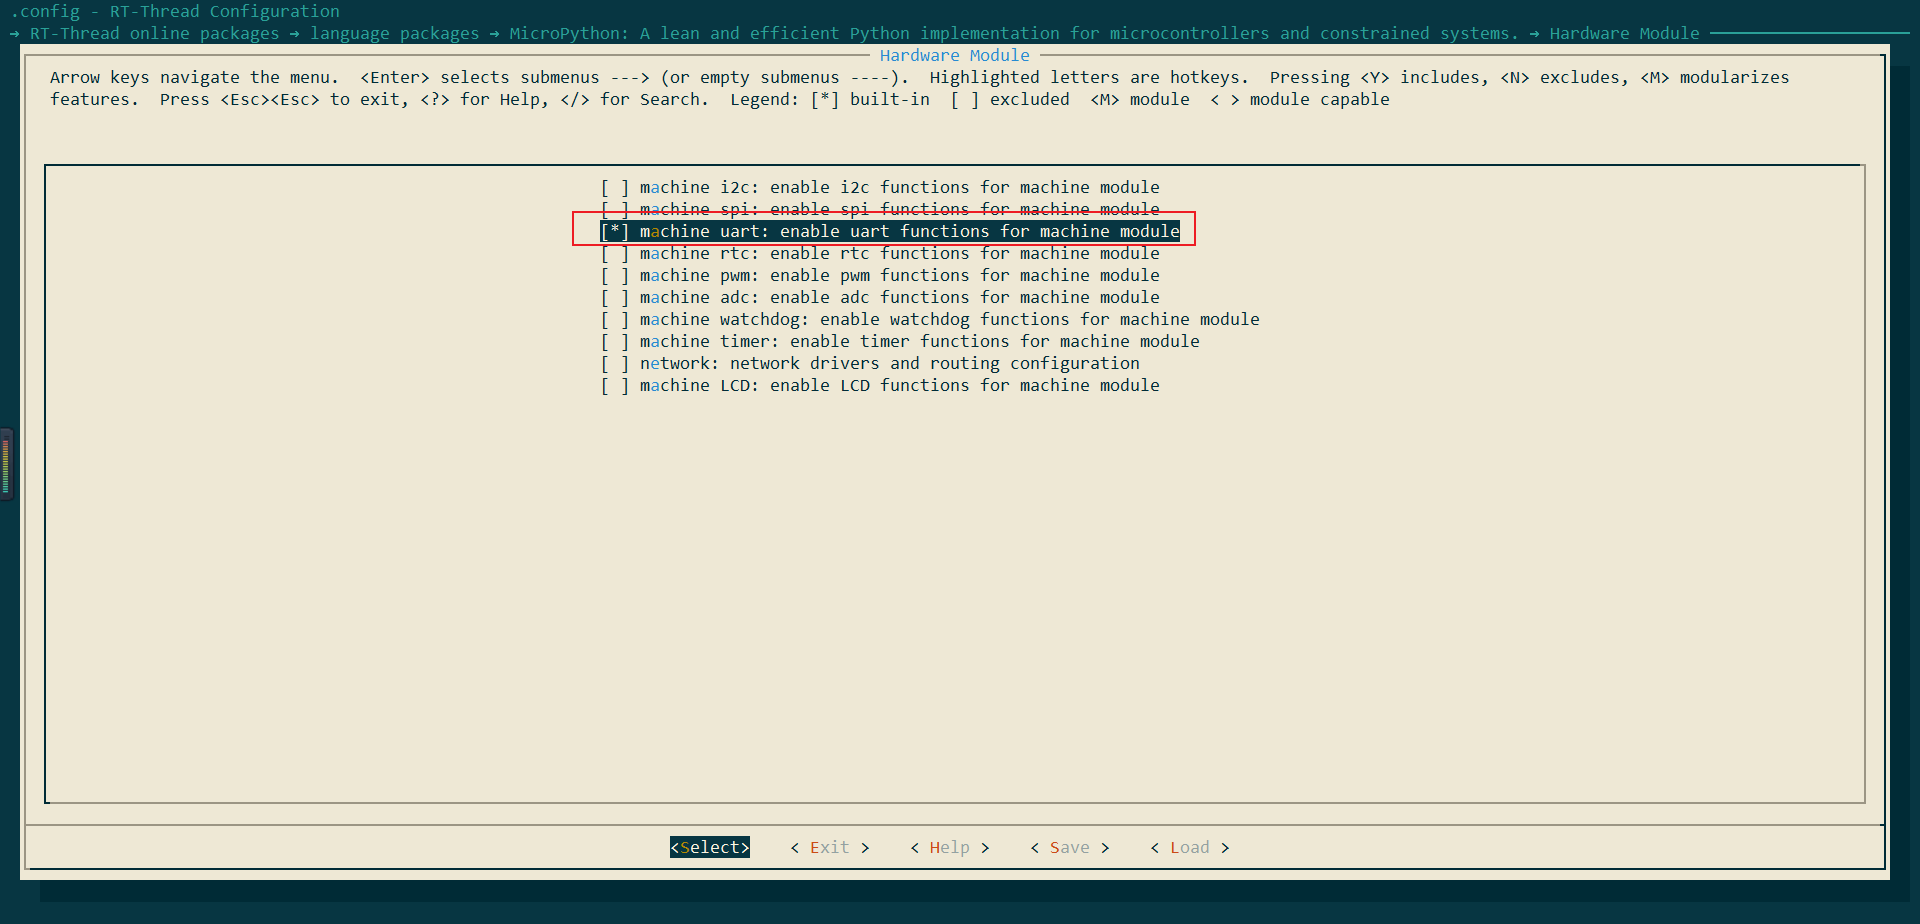 .config - RT-Thread Configuration
→ RT-Thread online packages → language packages → MicroPython: A lean and efficient Python implementation for microcontrollers and constrained systems. → Hardware Module
Hardware Module
Arrow keys navigate the menu.  <Enter> selects submenus ---> (or empty submenus ----).  Highlighted letters are hotkeys.  Pressing <Y> includes, <N> excludes, <M> modularizes
features.  Press <Esc><Esc> to exit, <?> for Help, </> for Search.  Legend: [*] built-in  [ ] excluded  <M> module  < > module capable
[ ] machine i2c: enable i2c functions for machine module
[ ] machine spi: enable spi functions for machine module
[*] machine uart: enable uart functions for machine module
[ ] machine rtc: enable rtc functions for machine module
[ ] machine pwm: enable pwm functions for machine module
[ ] machine adc: enable adc functions for machine module
[ ] machine watchdog: enable watchdog functions for machine module
[ ] machine timer: enable timer functions for machine module
[ ] network: network drivers and routing configuration
[ ] machine LCD: enable LCD functions for machine module
<Select>    < Exit >    < Help >    < Save >    < Load >